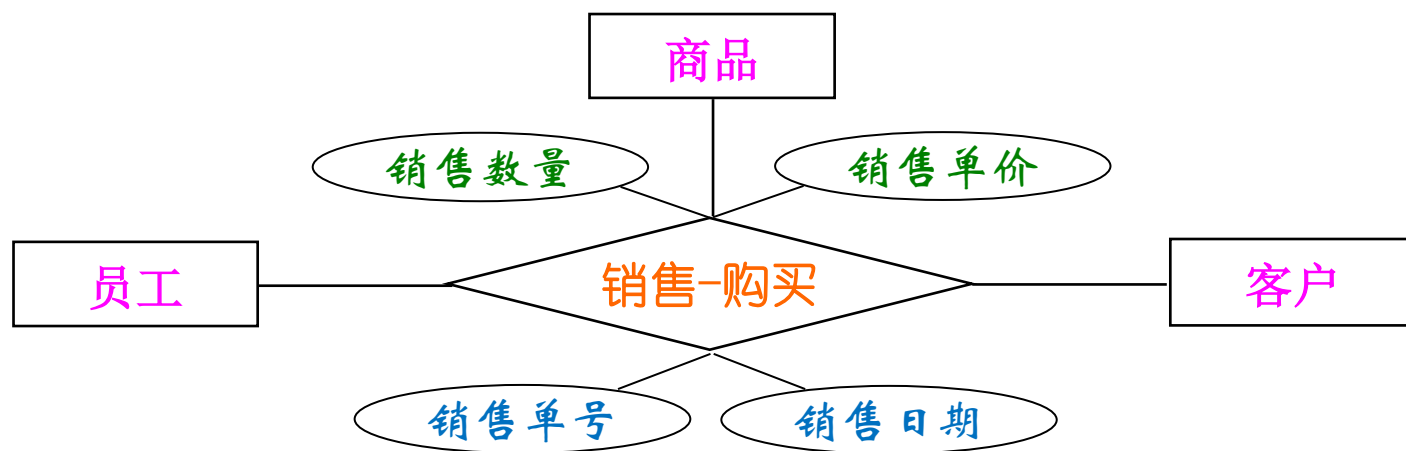 商品
销售数量
销售单价
员工
销售-购买
客户
销售单号
销售日期